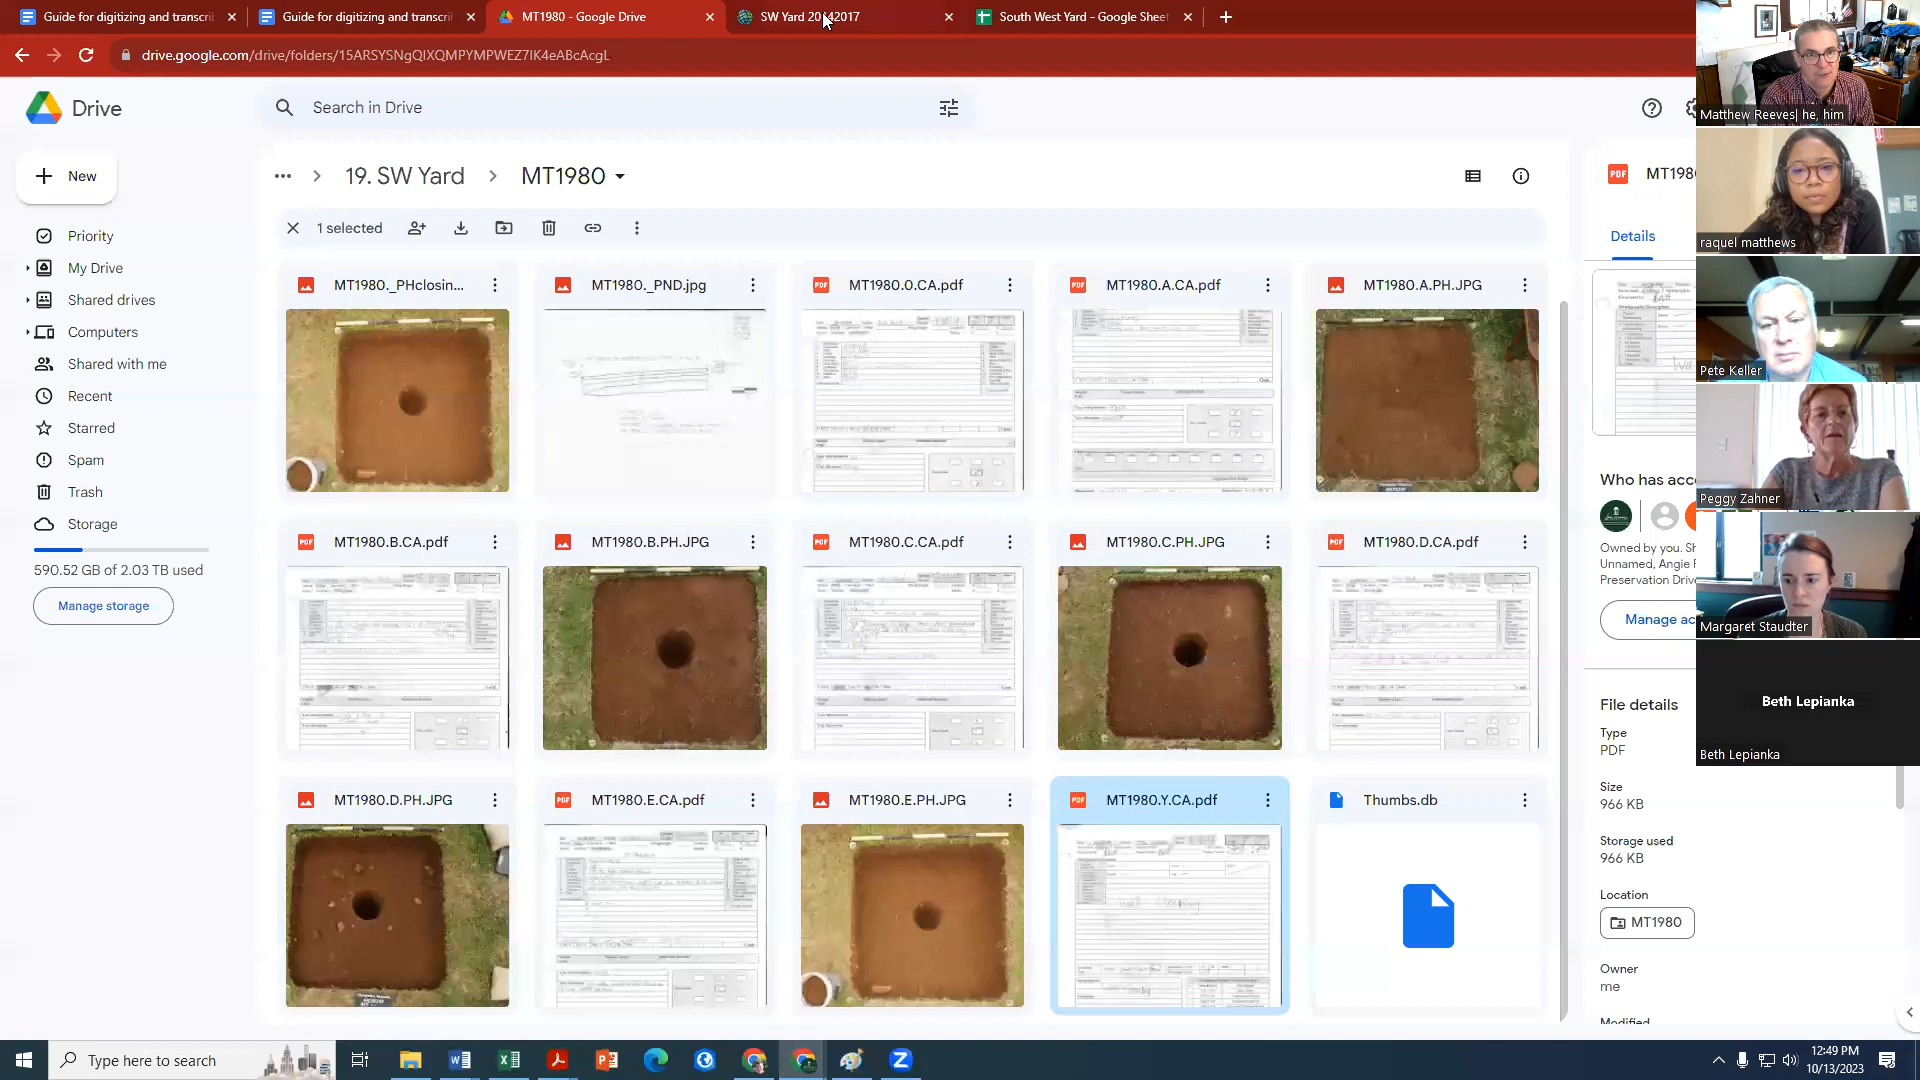 Guide for digitizing and transcrib
Guide for digitizing and transcrib
MT1980 - Google Drive
SW Yard 2
2017
South West Yard - Google Sheet
drive.google.com/drive/folders/15ARSYSNgQIXQMPYMPWEZ7IK4eABcAcgL
Drive
Search in Drive
New
Priority
My Drive
Shared drives
Computers
Shared with me
Recent
Starred
Spam
Trash
Storage
590.52 GB of 2.03 TB used
Manage storage
19. SW Yard
MT1980
1 selected
MT1980._PHclosin...
MT1980._PND.jpg
MT1980.0.CA.pdf
MT1980.A.CA.pdf
MT1980.A.PH.JPG
MT1980.B.CA.pdf
MT1980.B.PH.JPG
MT1980.C.CA.pdf
MT1980.C.PH.JPG
MT1980.D.CA.pdf
MT1980.D.PH.JPG
MT1980.E.CA.pdf
MT1980.E.PH.JPG
MT1980.Y.CA.pdf
Thumbs.db
PDF
MT198
Details
Who has acc
Owned by you. Sh
Unnamed, Angie
Preservation Driv
Manage ac
File details
Type
PDF
Size
966 KB
Storage used
966 KB
Location
MT1980
Owner
me
Modified
Matthew Reeves| he, him
raquel matthews
Pete Keller
Peggy Zahner
Margaret Staudter
Beth Lepianka
Beth Lepianka
Type here to search
12:49 PM
10/13/2023